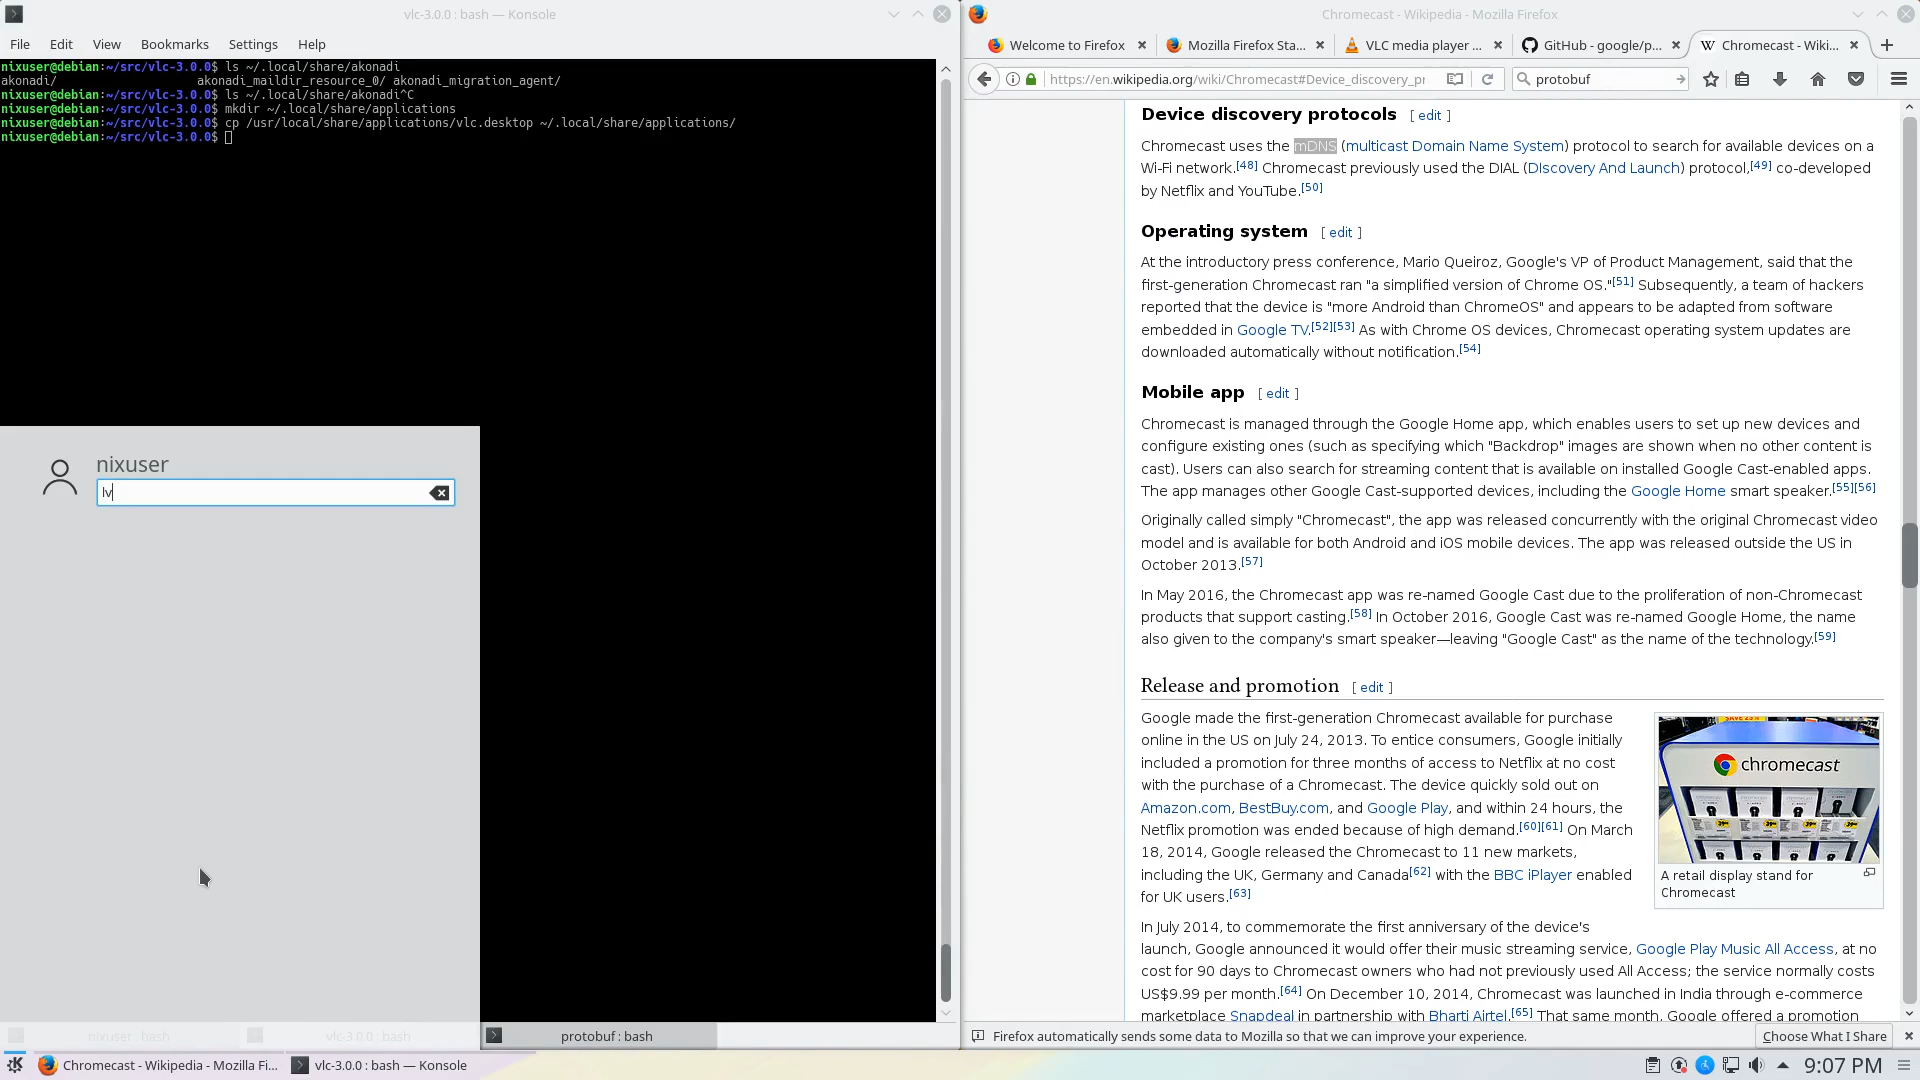 vlc-3.0.0 : bash — Konsole
File Edit View Bookmarks Settings Help
nixuser@debian:~/src/vlc-3.0.0$ ls ~/.local/share/akonadi
akonadi/ akonadi_maildir_resource_0/ akonadi_migration_agent/
nixuser@debian:~/src/vlc-3.0.0$ ls ~/.local/share/akonadi^C
nixuser@debian:~/src/vlc-3.0.0$ mkdir ~/.local/share/applications
nixuser@debian:~/src/vlc-3.0.0$ cp /usr/local/share/applications/vlc.desktop ~/.local/share/applications/
nixuser@debian:~/src/vlc-3.0.0$
nixuser
lv
nixuser : bash
vlc-3.0.0 : bash
protobuf : bash
Chromecast - Wikipedia - Mozilla Firefox
Welcome to Firefox
Mozilla Firefox Sta...
VLC media player ...
GitHub - google/p...
Chromecast - Wiki...
https://en.wikipedia.org/wiki/Chromecast#Device_discovery_pr
protobuf
Device discovery protocols [ edit ]
Chromecast uses the mDNS (multicast Domain Name System) protocol to search for available devices on a
Wi-Fi network.[48] Chromecast previously used the DIAL (DIscovery And Launch) protocol,[49] co-developed
by Netflix and YouTube.[50]
Operating system [ edit ]
At the introductory press conference, Mario Queiroz, Google's VP of Product Management, said that the
first-generation Chromecast ran "a simplified version of Chrome OS."[51] Subsequently, a team of hackers
reported that the device is "more Android than ChromeOS" and appears to be adapted from software
embedded in Google TV.[52][53] As with Chrome OS devices, Chromecast operating system updates are
downloaded automatically without notification.[54]
Mobile app [ edit ]
Chromecast is managed through the Google Home app, which enables users to set up new devices and
configure existing ones (such as specifying which "Backdrop" images are shown when no other content is
cast). Users can also search for streaming content that is available on installed Google Cast-enabled apps.
The app manages other Google Cast-supported devices, including the Google Home smart speaker.[55][56]
Originally called simply "Chromecast", the app was released concurrently with the original Chromecast video
model and is available for both Android and iOS mobile devices. The app was released outside the US in
October 2013.[57]
In May 2016, the Chromecast app was re-named Google Cast due to the proliferation of non-Chromecast
products that support casting.[58] In October 2016, Google Cast was re-named Google Home, the name
also given to the company's smart speaker—leaving "Google Cast" as the name of the technology.[59]
Release and promotion [ edit ]
Google made the first-generation Chromecast available for purchase
online in the US on July 24, 2013. To entice consumers, Google initially
included a promotion for three months of access to Netflix at no cost
with the purchase of a Chromecast. The device quickly sold out on
Amazon.com, BestBuy.com, and Google Play, and within 24 hours, the
Netflix promotion was ended because of high demand.[60][61] On March
18, 2014, Google released the Chromecast to 11 new markets,
including the UK, Germany and Canada[62] with the BBC iPlayer enabled
for UK users.[63]
chromecast
A retail display stand for
Chromecast
In July 2014, to commemorate the first anniversary of the device's
launch, Google announced it would offer their music streaming service, Google Play Music All Access, at no
cost for 90 days to Chromecast owners who had not previously used All Access; the service normally costs
US$9.99 per month.[64] On December 10, 2014, Chromecast was launched in India through e-commerce
marketplace Snapdeal in partnership with Bharti Airtel.[65] That same month, Google offered a promotion
Firefox automatically sends some data to Mozilla so that we can improve your experience.
Choose What I Share
Chromecast - Wikipedia - Mozilla Fi...
vlc-3.0.0 : bash — Konsole
9:07 PM